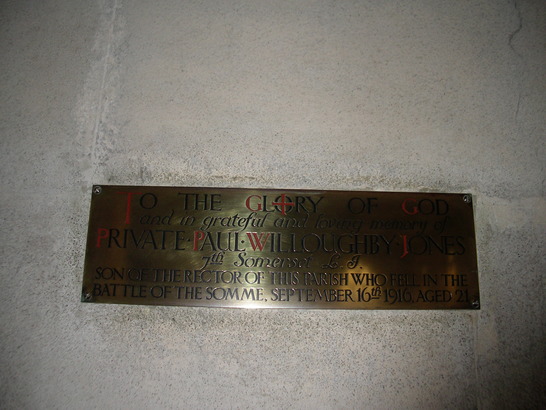 TO THE GLORY OF GOD
and in grateful and loving memory of
PRIVATE·PAUL·WILLOUGHBY·JONES
7th Somerset L.I.
SON OF THE RECTOR OF THIS PARISH WHO FELL IN THE
BATTLE OF THE SOMME, SEPTEMBER 16th 1916, AGED 21